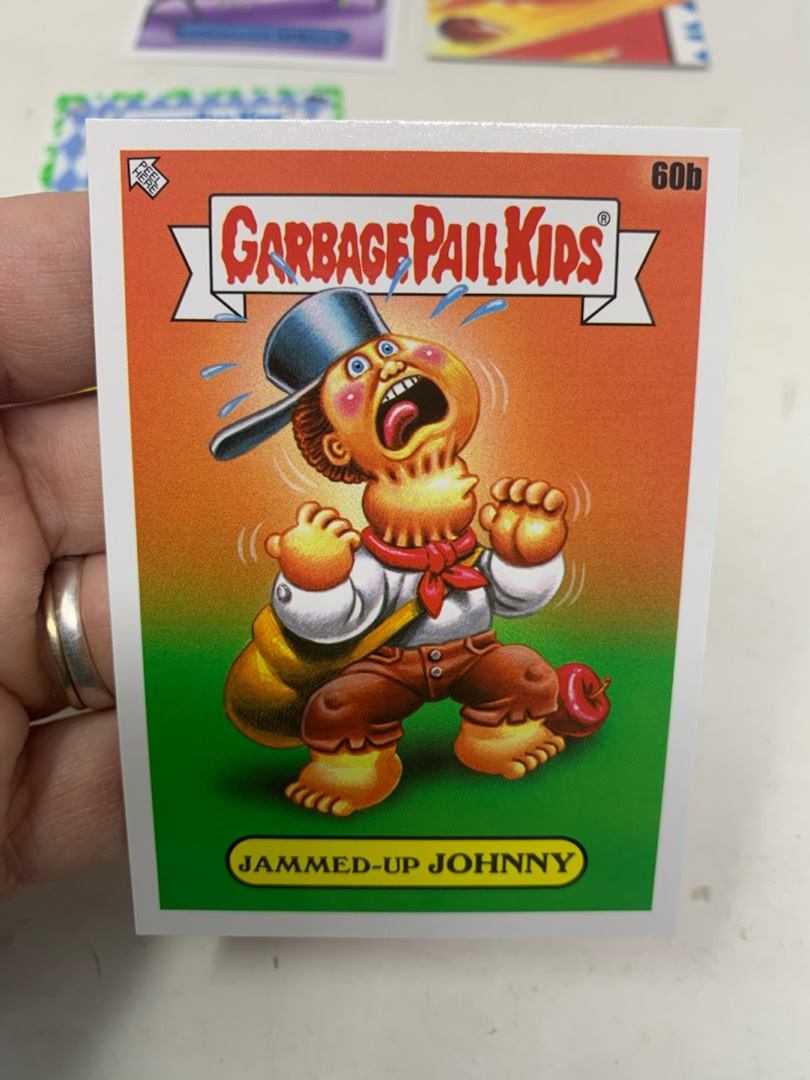 PEEL
HERE
60b
GARBAGE PAIL KIDS®
JAMMED-UP JOHNNY